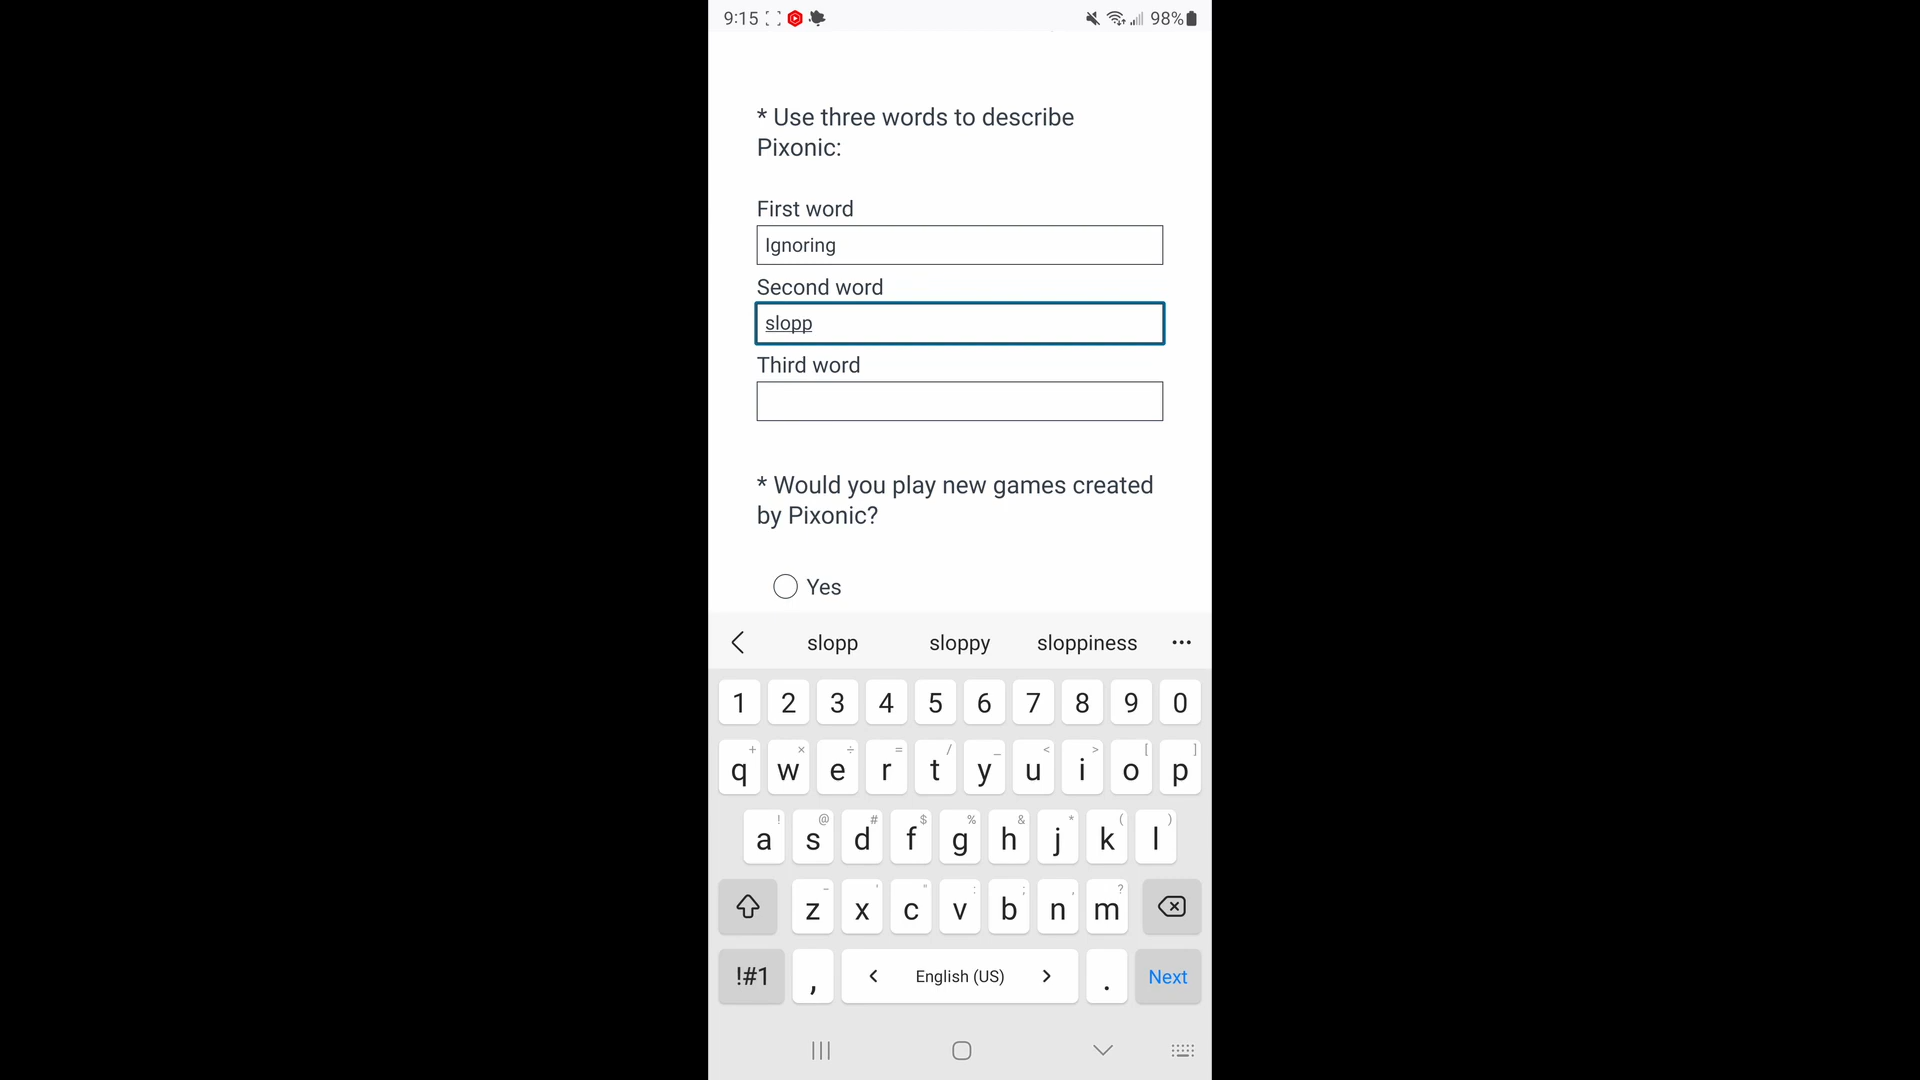 9:15 98%
* Use three words to describe
Pixonic:
First word
Ignoring
Second word
slopp
Third word
* Would you play new games created
by Pixonic?
Yes
slopp sloppy sloppiness ...
1 2 3 4 5 6 7 8 9 0
+ × ÷ = / _ < > [ ]
q w e r t y u i o p
! @ # $ % & * ( )
a s d f g h j k l
- ' " : ; , ?
z x c v b n m
!#1 , < English (US) > . Next